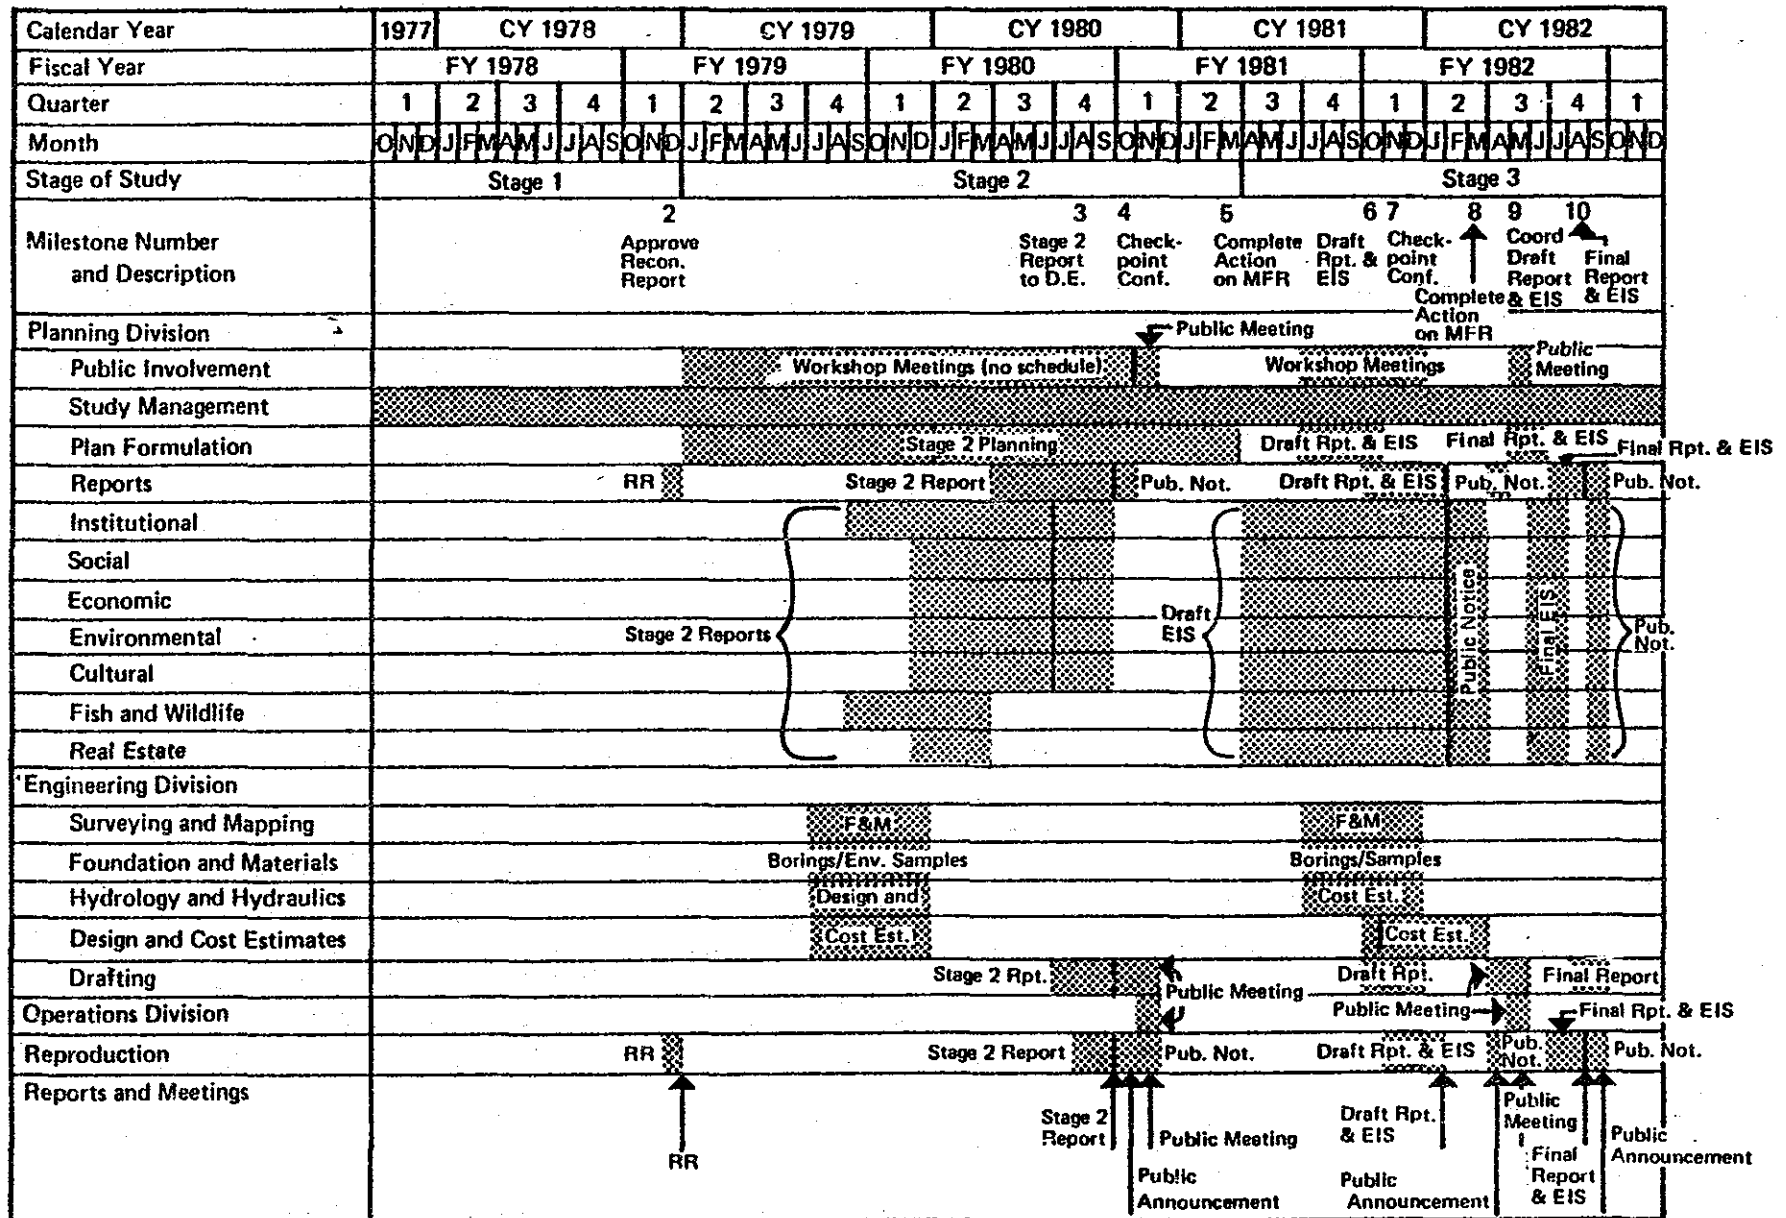 Calendar Year 1977 CY 1978 CY 1979 CY 1980 CY 1981 CY 1982
Fiscal Year FY 1978 FY 1979 FY 1980 FY 1981 FY 1982
Quarter 1 2 3 4 1 2 3 4 1 2 3 4 1 2 3 4 1 2 3 4 1
Month O N D J F M A M J J A S O N D J F M A M J J A S O N D J F M A M J J A S O N D J F M A M J J A S O N D J F M A M J J A S O N D
Stage of Study Stage 1 Stage 2 Stage 3
Milestone Number
and Description
2
Approve
Recon.
Report
3
Stage 2
Report
to D.E.
4
Check-
point
Conf.
5
Complete
Action
on MFR
6
Draft
Rpt. &
EIS
7
Check-
point
Conf.
8
Complete
Action
on MFR
9
Coord
Draft
Report
& EIS
10
Final
Report
& EIS
Planning Division Public Meeting
Public Involvement Workshop Meetings (no schedule) Workshop Meetings Public
Meeting
Study Management
Plan Formulation Stage 2 Planning Draft Rpt. & EIS Final Rpt. & EIS Final Rpt. & EIS
Reports RR Stage 2 Report Pub. Not. Draft Rpt. & EIS Pub. Not. Pub. Not.
Institutional
Social
Economic
Environmental
Cultural
Fish and Wildlife
Real Estate
Stage 2 Reports
Draft
EIS
Public Notice
Final EIS
Pub.
Not.
Engineering Division
Surveying and Mapping F&M F&M
Foundation and Materials Borings/Env. Samples Borings/Samples
Hydrology and Hydraulics Design and Cost Est.
Design and Cost Estimates Cost Est. Cost Est.
Drafting Stage 2 Rpt. Draft Rpt. Final Report
Public Meeting
Operations Division Public Meeting Final Rpt. & EIS
Reproduction RR Stage 2 Report Pub. Not. Draft Rpt. & EIS Pub.
Not. Pub. Not.
Reports and Meetings
RR
Stage 2
Report
Public Meeting
Public
Announcement
Draft Rpt.
& EIS
Public
Announcement
Public
Meeting
Final
Report
& EIS
Public
Announcement